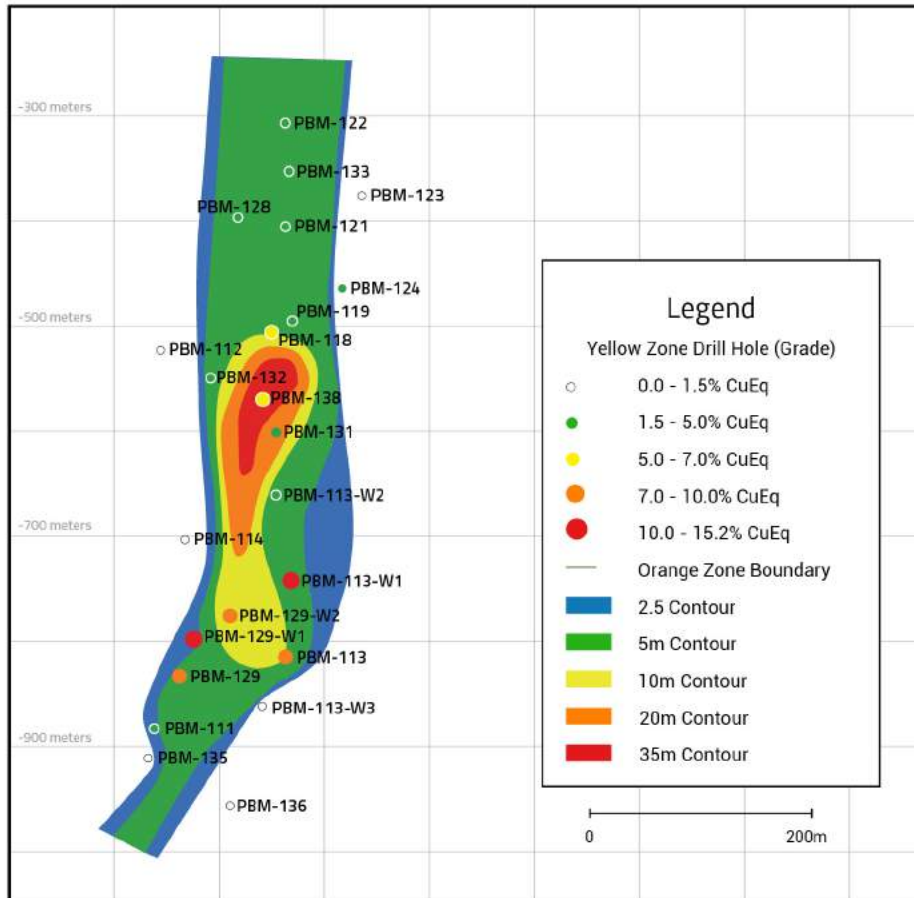 -300 meters
PBM-122
PBM-133
PBM-123
PBM-128
PBM-121
PBM-124
PBM-119
-500 meters
PBM-118
PBM-112
PBM-132
PBM-138
PBM-131
PBM-113-W2
-700 meters
PBM-114
PBM-113-W1
PBM-129-W2
PBM-129-W1
PBM-113
PBM-129
PBM-113-W3
PBM-111
-900 meters
PBM-135
PBM-136
Legend
Yellow Zone Drill Hole (Grade)
0.0 - 1.5% CuEq
1.5 - 5.0% CuEq
5.0 - 7.0% CuEq
7.0 - 10.0% CuEq
10.0 - 15.2% CuEq
Orange Zone Boundary
2.5 Contour
5m Contour
10m Contour
20m Contour
35m Contour
0 200m